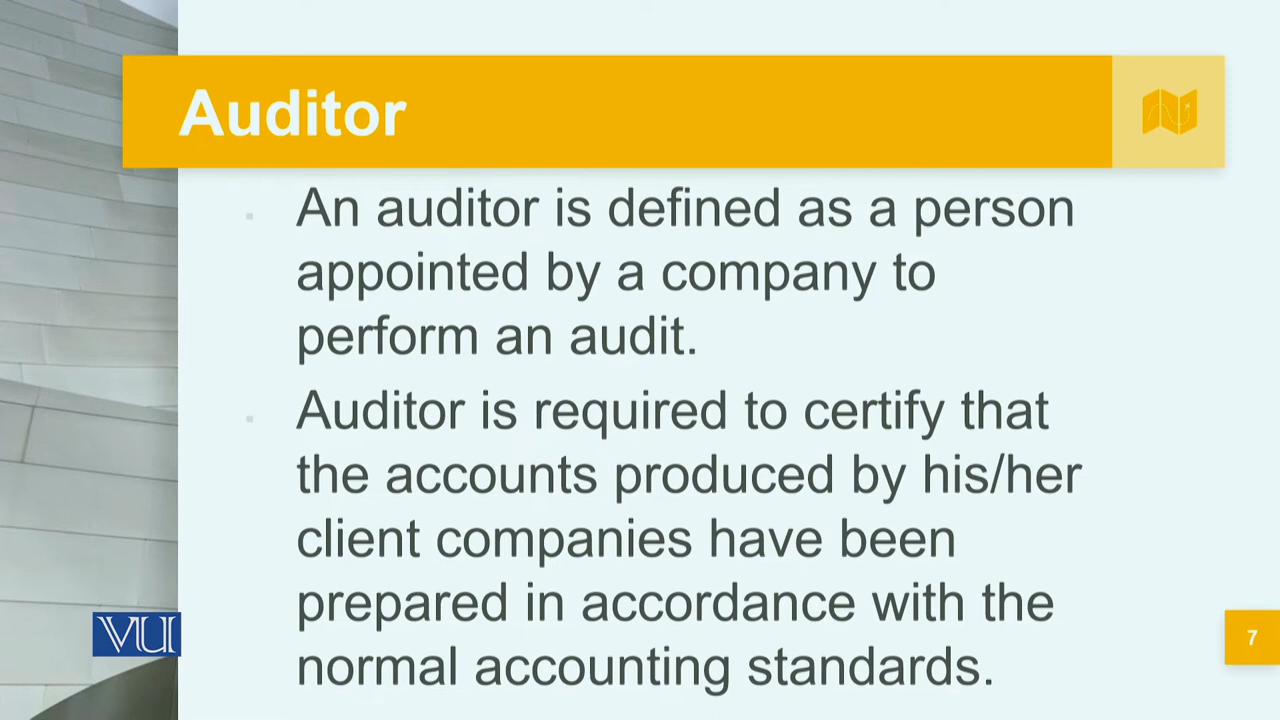 Auditor
An auditor is defined as a person
appointed by a company to
perform an audit.
Auditor is required to certify that
the accounts produced by his/her
client companies have been
prepared in accordance with the
normal accounting standards.
VU
7